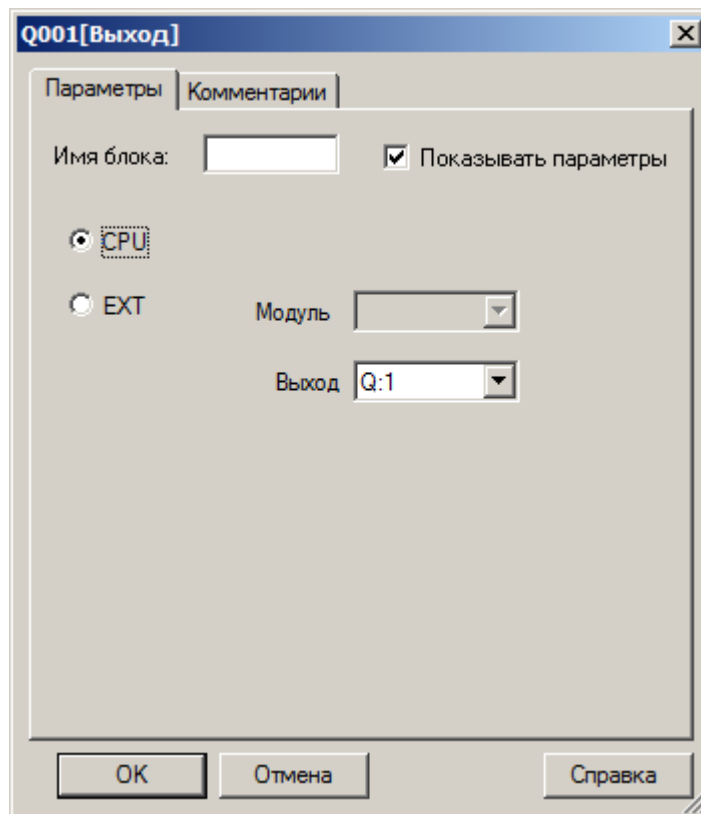 Q001[Выход]
Параметры Комментарии
Имя блока: Показывать параметры
CPU
EXT Модуль
Выход Q:1
OK Отмена Справка